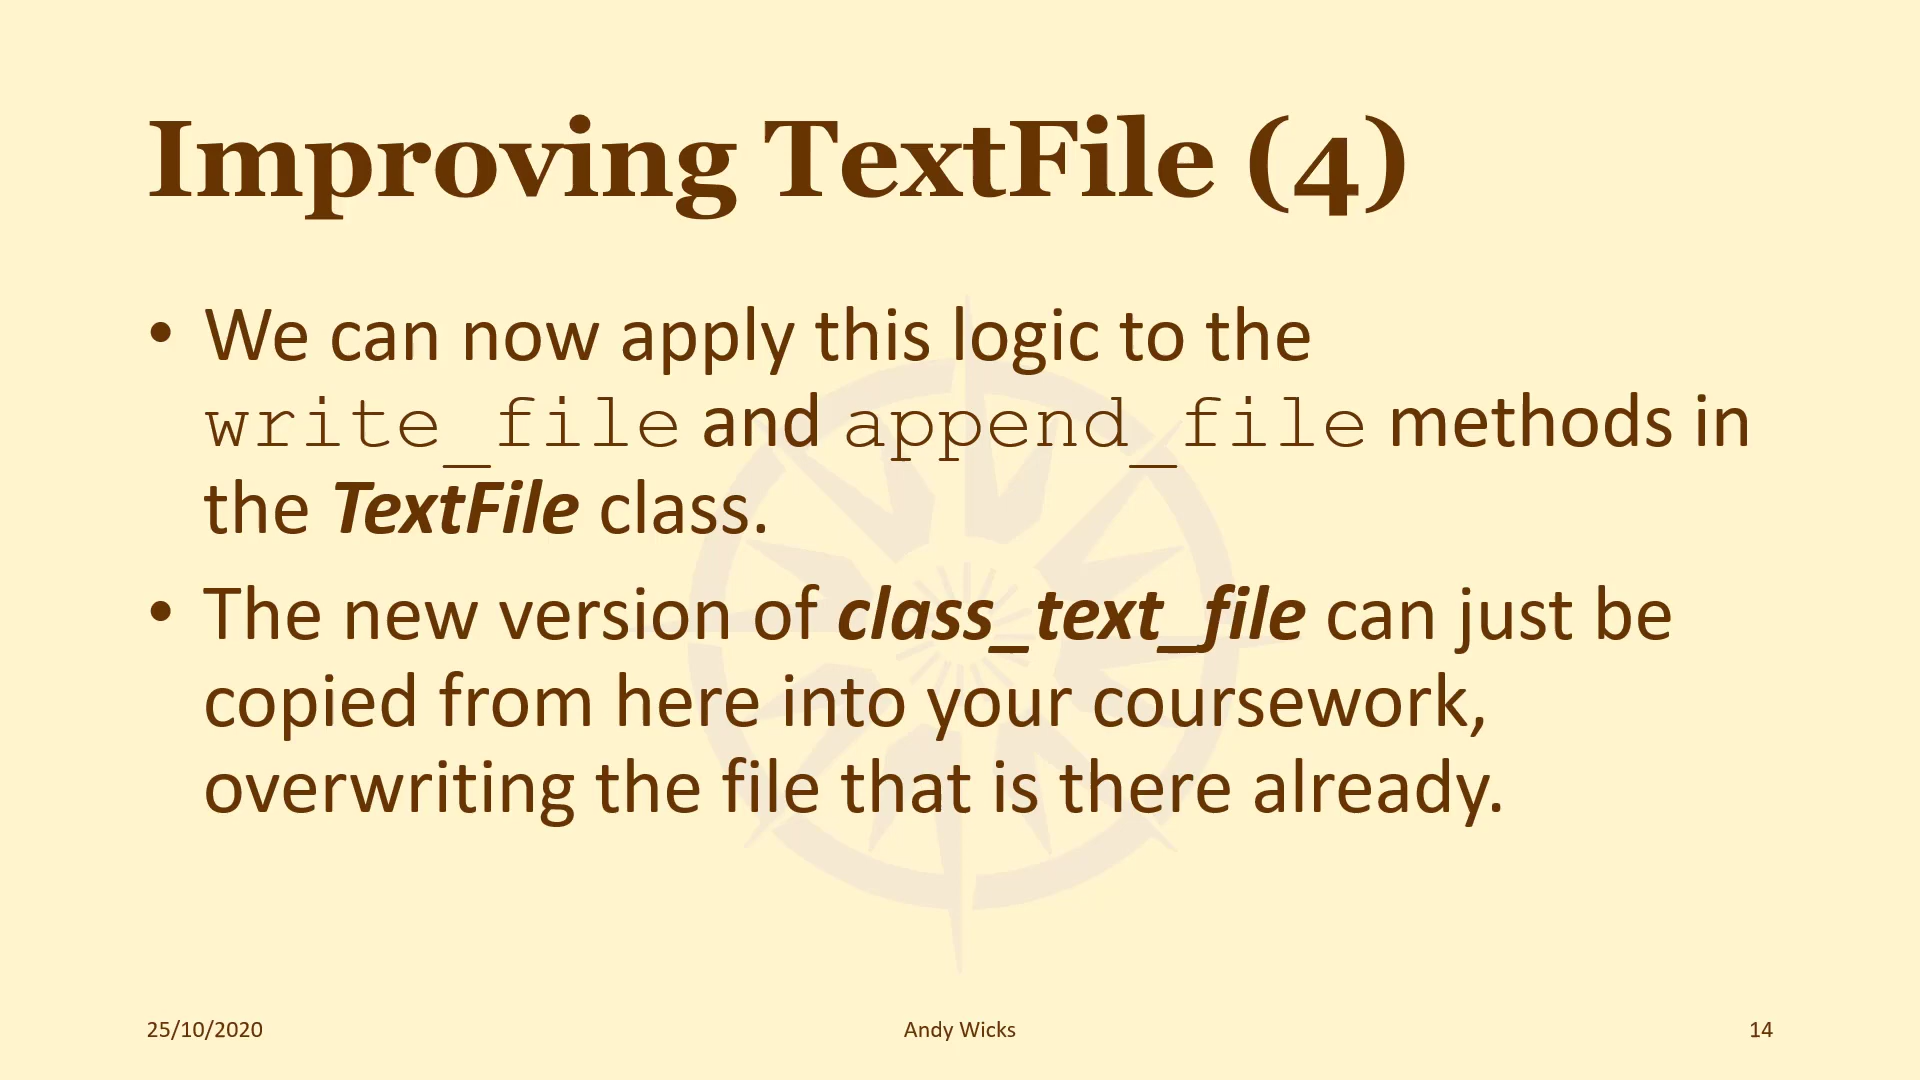 Improving TextFile (4)
• We can now apply this logic to the
write_file and append_file methods in
the TextFile class.
• The new version of class_text_file can just be
copied from here into your coursework,
overwriting the file that is there already.
25/10/2020
Andy Wicks
14